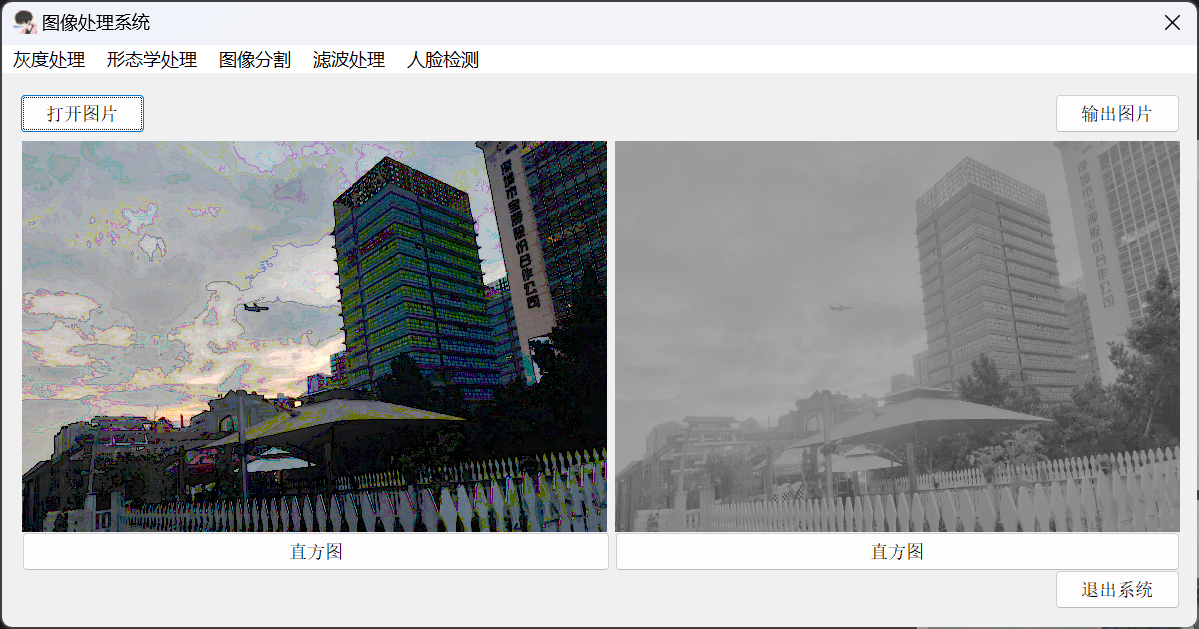 图像处理系统
灰度处理 形态学处理 图像分割 滤波处理 人脸检测
打开图片
输出图片
直方图
直方图
退出系统